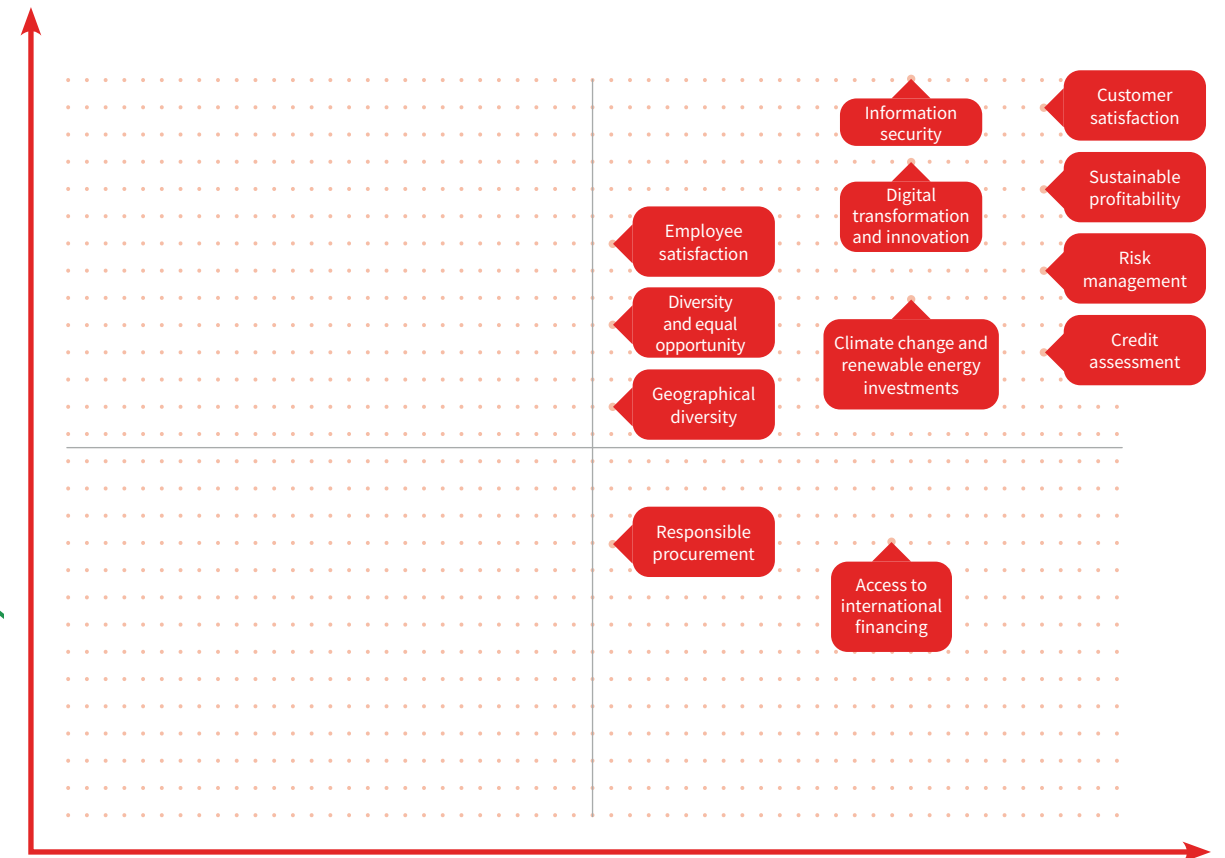 Information
security
Customer
satisfaction
Digital
transformation
and innovation
Sustainable
profitability
Employee
satisfaction
Risk
management
Diversity
and equal
opportunity
Climate change and
renewable energy
investments
Credit
assessment
Geographical
diversity
Responsible
procurement
Access to
international
financing